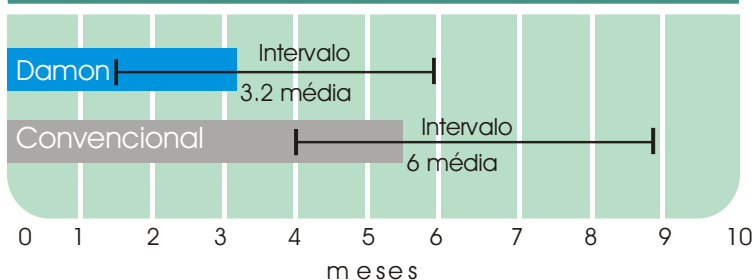 Intervalo
Damon
3.2 média
Intervalo
Convencional
6 média
0 1 2 3 4 5 6 7 8 9 10
meses